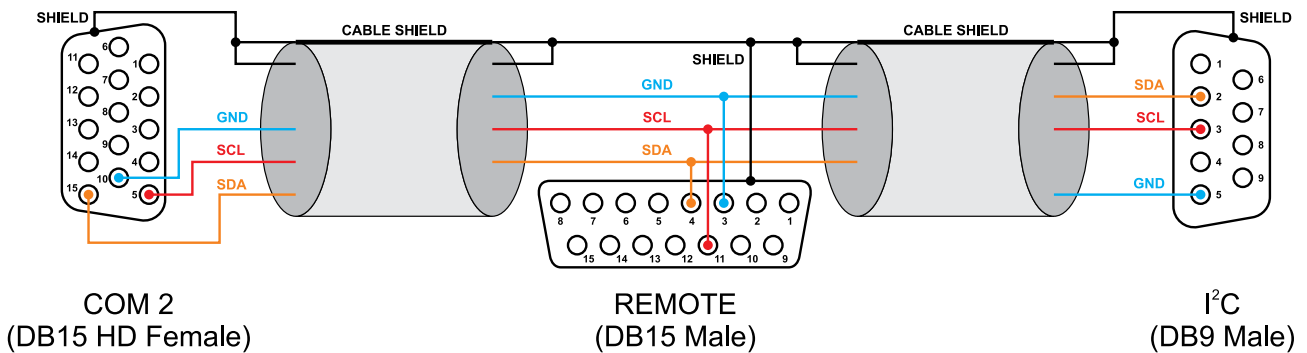 SHIELD
CABLE SHIELD
SHIELD
CABLE SHIELD
SHIELD
6
11
1
7
12
2
8
13
3
9
14
4
10
15
5
GND
SCL
SDA
GND
SCL
SDA
8 7 6 5 4 3 2 1
15 14 13 12 11 10 9
SDA
SCL
GND
1
6
2
7
3
8
4
9
5
COM 2
(DB15 HD Female)
REMOTE
(DB15 Male)
I²C
(DB9 Male)